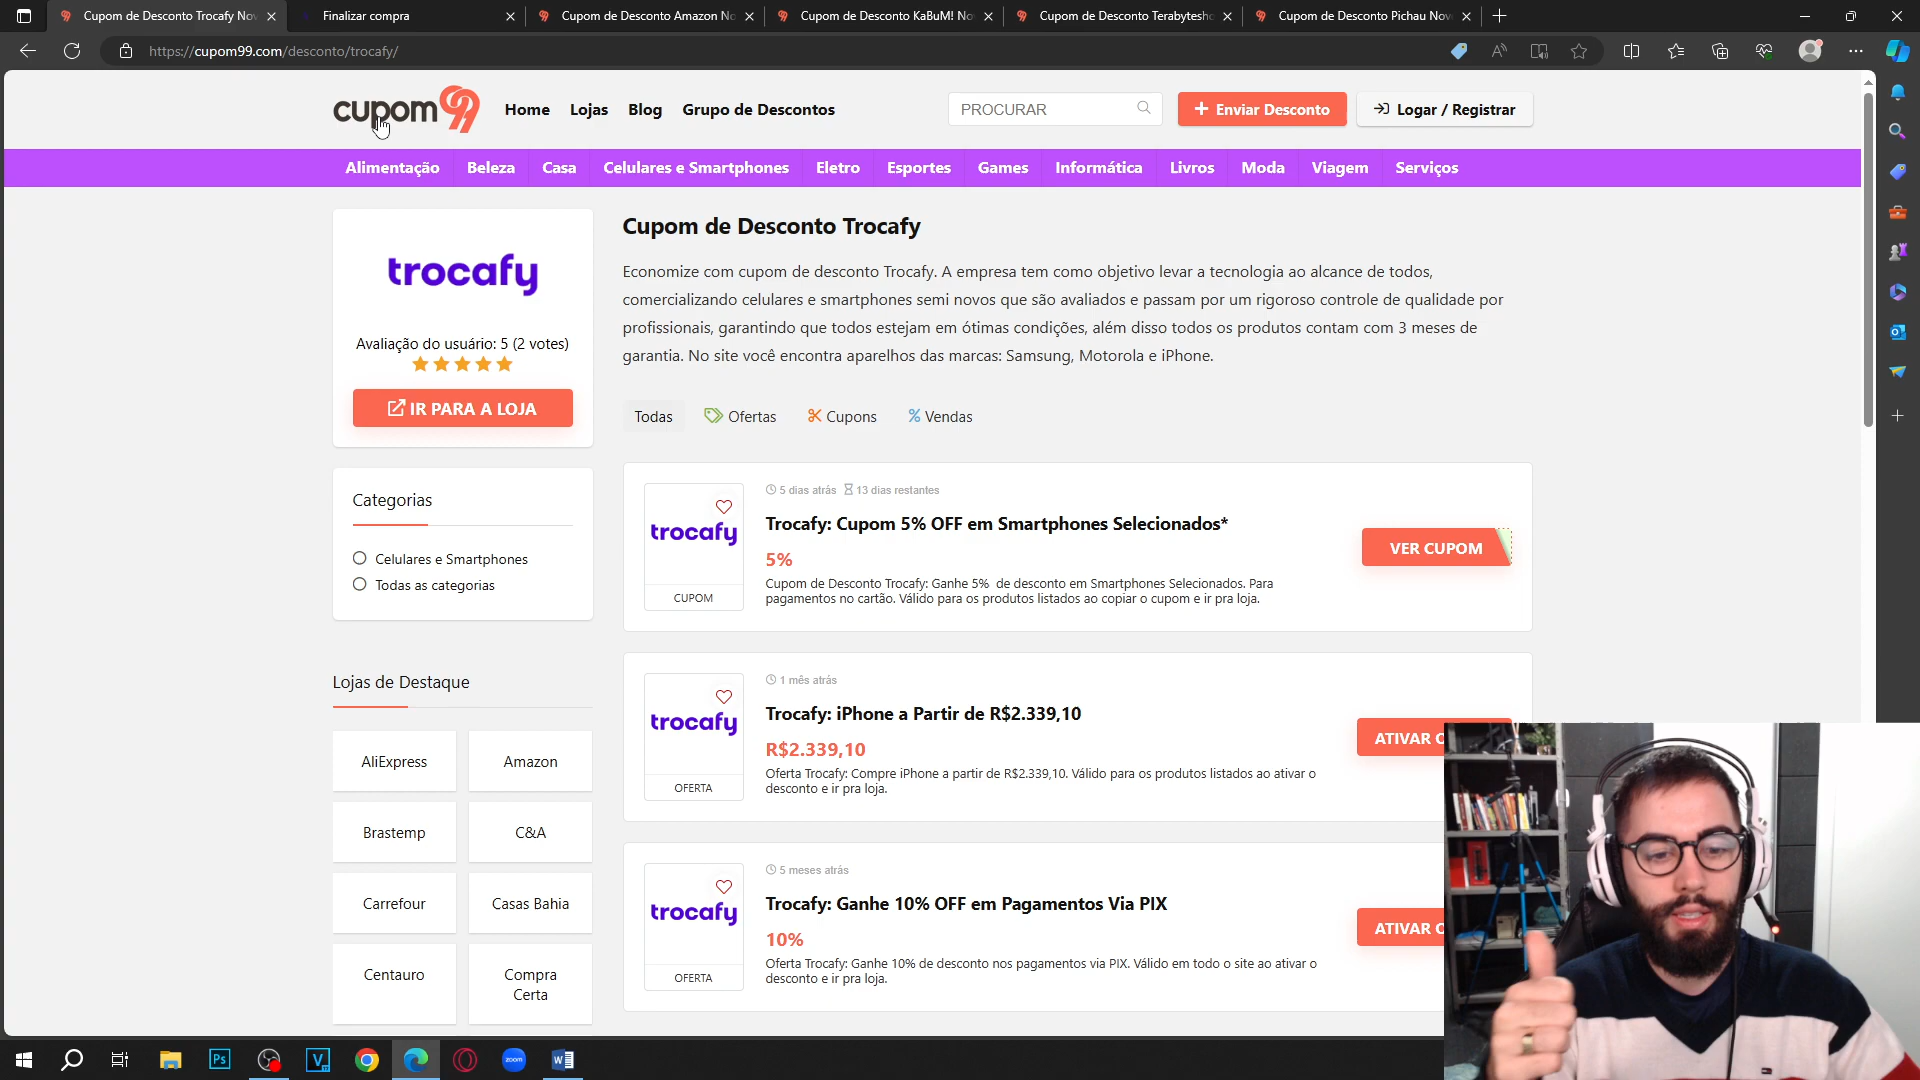 Cupom de Desconto Trocafy Nov
Finalizar compra
Cupom de Desconto Amazon No
Cupom de Desconto KaBuM! No
Cupom de Desconto Terabytesho
Cupom de Desconto Pichau Nov
https://cupom99.com/desconto/trocafy/
cupom99
Home
Lojas
Blog
Grupo de Descontos
PROCURAR
+ Enviar Desconto
Logar / Registrar
Alimentação
Beleza
Casa
Celulares e Smartphones
Eletro
Esportes
Games
Informática
Livros
Moda
Viagem
Serviços
trocafy
Avaliação do usuário: 5 (2 votes)
IR PARA A LOJA
Categorias
Celulares e Smartphones
Todas as categorias
Lojas de Destaque
AliExpress
Amazon
Brastemp
C&A
Carrefour
Casas Bahia
Centauro
Compra
Certa
Cupom de Desconto Trocafy
Economize com cupom de desconto Trocafy. A empresa tem como objetivo levar a tecnologia ao alcance de todos,
comercializando celulares e smartphones semi novos que são avaliados e passam por um rigoroso controle de qualidade por
profissionais, garantindo que todos estejam em ótimas condições, além disso todos os produtos contam com 3 meses de
garantia. No site você encontra aparelhos das marcas: Samsung, Motorola e iPhone.
Todas
Ofertas
Cupons
% Vendas
trocafy
CUPOM
5 dias atrás 13 dias restantes
Trocafy: Cupom 5% OFF em Smartphones Selecionados*
5%
Cupom de Desconto Trocafy: Ganhe 5% de desconto em Smartphones Selecionados. Para
pagamentos no cartão. Válido para os produtos listados ao copiar o cupom e ir pra loja.
VER CUPOM
trocafy
OFERTA
1 mês atrás
Trocafy: iPhone a Partir de R$2.339,10
R$2.339,10
Oferta Trocafy: Compre iPhone a partir de R$2.339,10. Válido para os produtos listados ao ativar o
desconto e ir pra loja.
ATIVAR O
trocafy
OFERTA
5 meses atrás
Trocafy: Ganhe 10% OFF em Pagamentos Via PIX
10%
Oferta Trocafy: Ganhe 10% de desconto nos pagamentos via PIX. Válido em todo o site ao ativar o
desconto e ir pra loja.
ATIVAR O
Ps
V
zoom
W